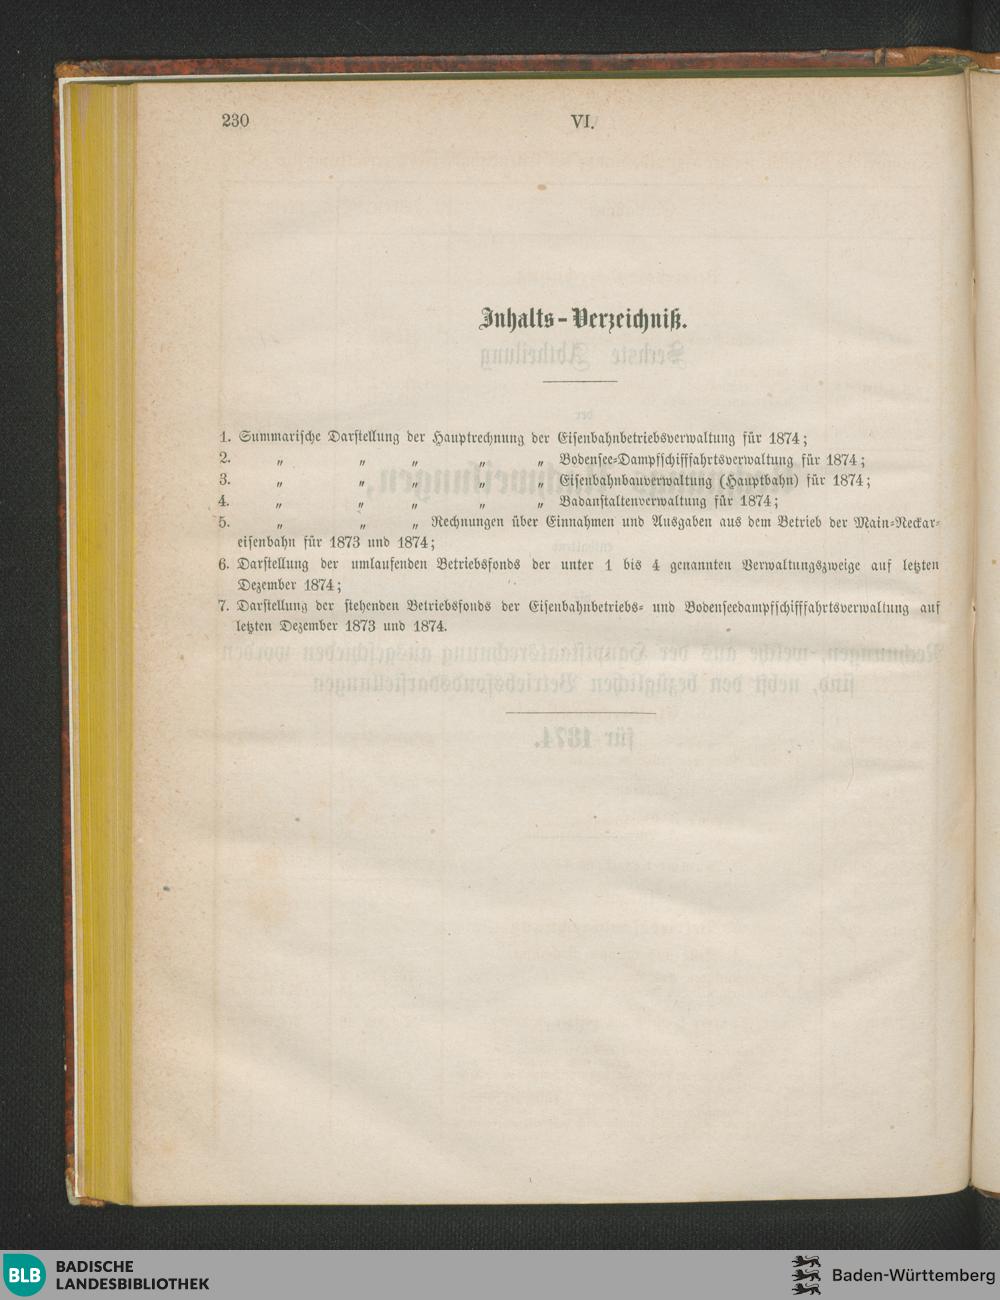 230
VI.
Inhalts-Verzeichniß.
1. Summarische Darstellung der Hauptrechnung der Eisenbahnbetriebsverwaltung für 1874;
2. „ „ „ „ „ Bodensee-Dampfschifffahrtsverwaltung für 1874;
3. „ „ „ „ „ Eisenbahnbauverwaltung (Hauptbahn) für 1874;
4. „ „ „ „ „ Badanstaltenverwaltung für 1874;
5. „ „ „ Rechnungen über Einnahmen und Ausgaben aus dem Betrieb der Main-Neckar-
eisenbahn für 1873 und 1874;
6. Darstellung der umlaufenden Betriebsfonds der unter 1 bis 4 genannten Verwaltungszweige auf letzten
Dezember 1874;
7. Darstellung der stehenden Betriebsfonds der Eisenbahnbetriebs- und Bodenseedampfschifffahrtsverwaltung auf
letzten Dezember 1873 und 1874.
BLB BADISCHE
LANDESBIBLIOTHEK
Baden-Württemberg